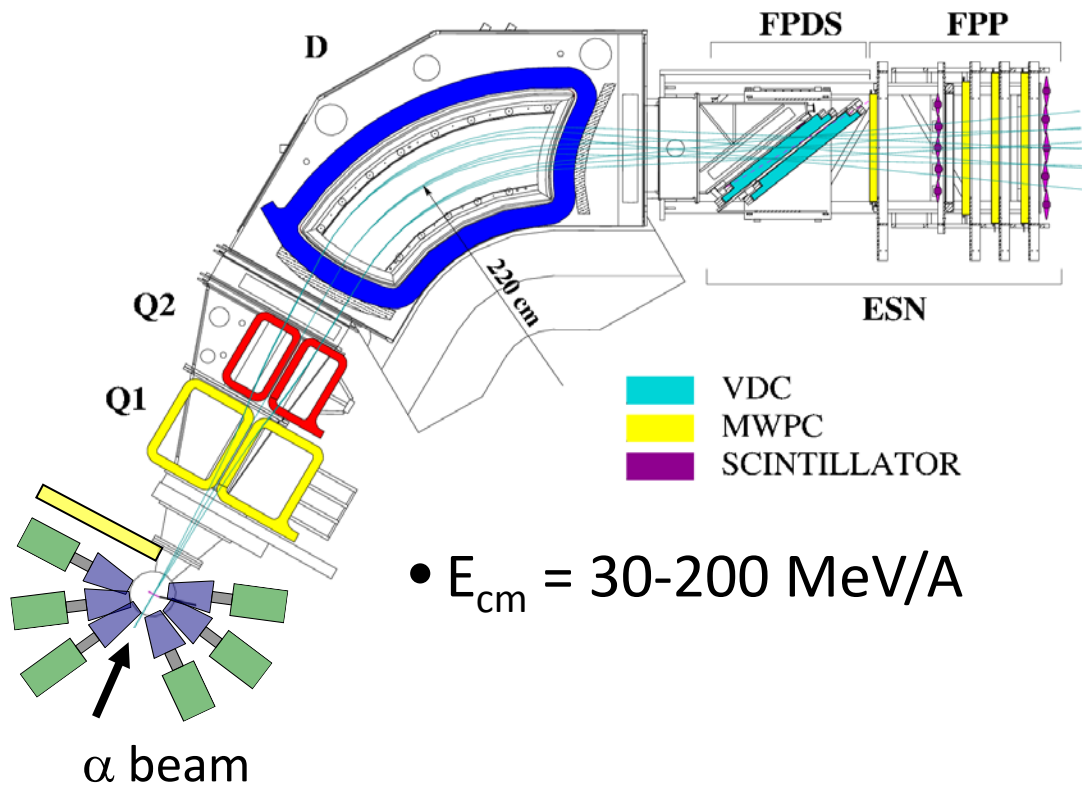 FPDS
FPP
D
220 cm
Q2
ESN
Q1
VDC
MWPC
SCINTILLATOR
• Ecm = 30-200 MeV/A
α beam